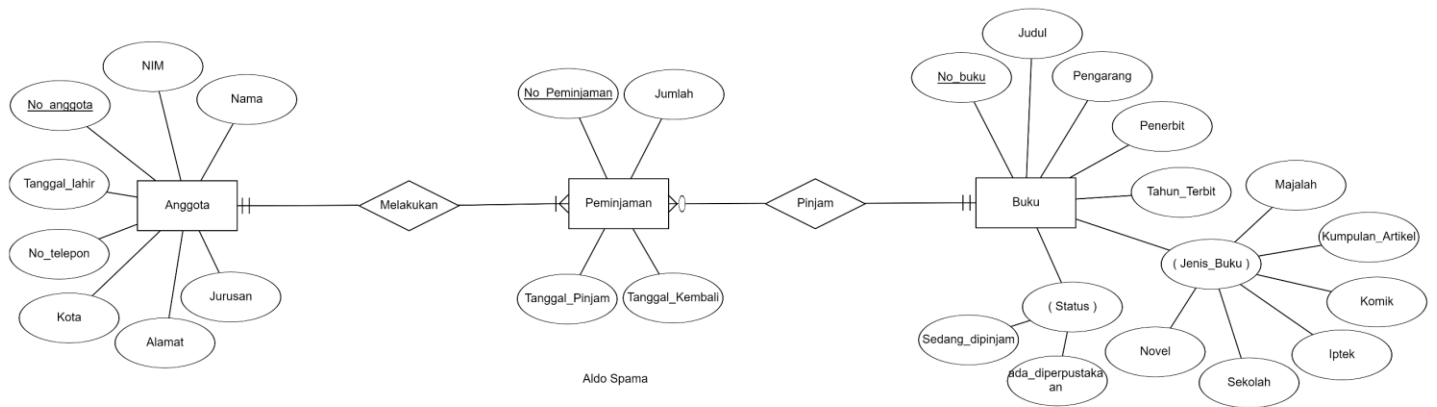 Judul
NIM
No_buku
Pengarang
No_anggota
Nama
No_Peminjaman
Jumlah
Penerbit
Tanggal_lahir
Majalah
Tahun_Terbit
Anggota
Melakukan
Peminjaman
Pinjam
Buku
Kumpulan_Artikel
No_telepon
( Jenis_Buku )
Jurusan
Tanggal_Pinjam
Tanggal_Kembali
Komik
Kota
( Status )
Alamat
Sedang_dipinjam
Novel
Iptek
ada_diperpustaka
an
Sekolah
Aldo Spama